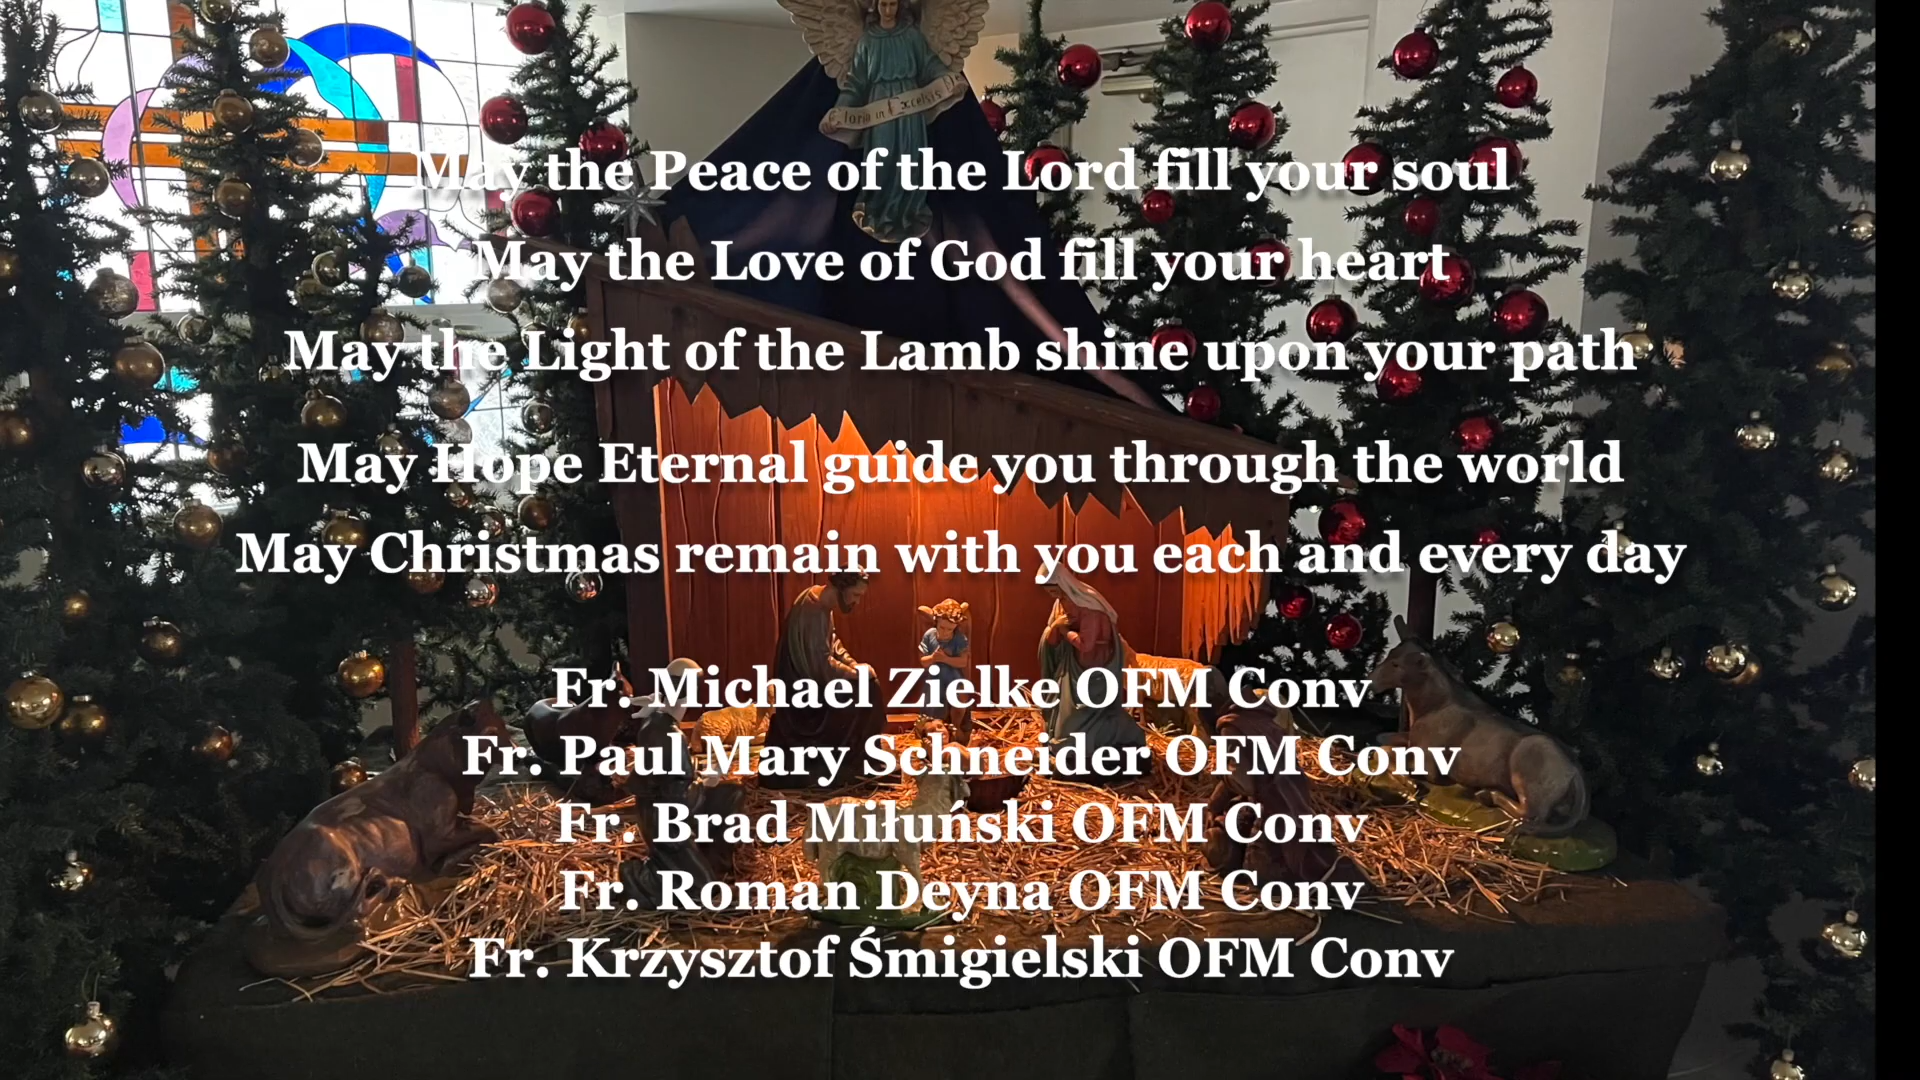 Gloria in Excelsis
May the Peace of the Lord fill your soul
May the Love of God fill your heart
May the Light of the Lamb shine upon your path
May Hope Eternal guide you through the world
May Christmas remain with you each and every day
Fr. Michael Zielke OFM Conv
Fr. Paul Mary Schneider OFM Conv
Fr. Brad Miłuński OFM Conv
Fr. Roman Deyna OFM Conv
Fr. Krzysztof Śmigielski OFM Conv